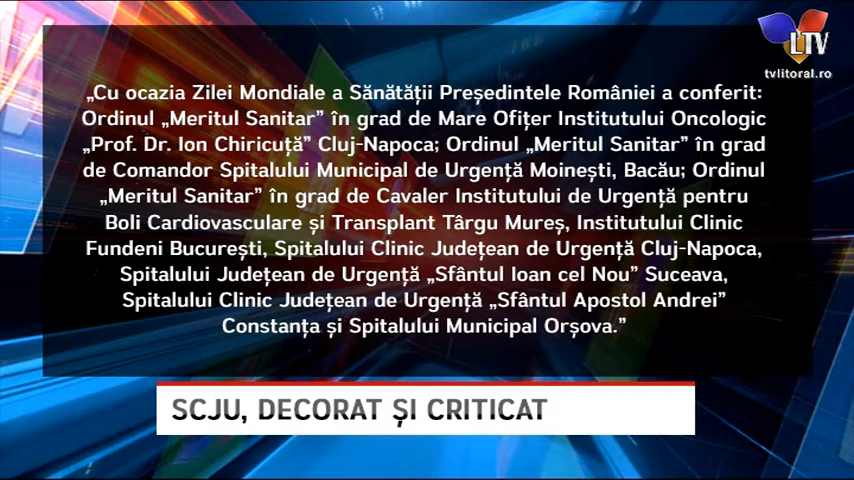 LTV
tvlitoral.ro
„Cu ocazia Zilei Mondiale a Sănătății Președintele României a conferit:
Ordinul „Meritul Sanitar” în grad de Mare Ofițer Institutului Oncologic
„Prof. Dr. Ion Chiricuță” Cluj-Napoca; Ordinul „Meritul Sanitar” în grad
de Comandor Spitalului Municipal de Urgență Moinești, Bacău; Ordinul
„Meritul Sanitar” în grad de Cavaler Institutului de Urgență pentru
Boli Cardiovasculare și Transplant Târgu Mureș, Institutului Clinic
Fundeni București, Spitalului Clinic Județean de Urgență Cluj-Napoca,
Spitalului Județean de Urgență „Sfântul Ioan cel Nou” Suceava,
Spitalului Clinic Județean de Urgență „Sfântul Apostol Andrei”
Constanța și Spitalului Municipal Orșova.”
SCJU, DECORAT ȘI CRITICAT